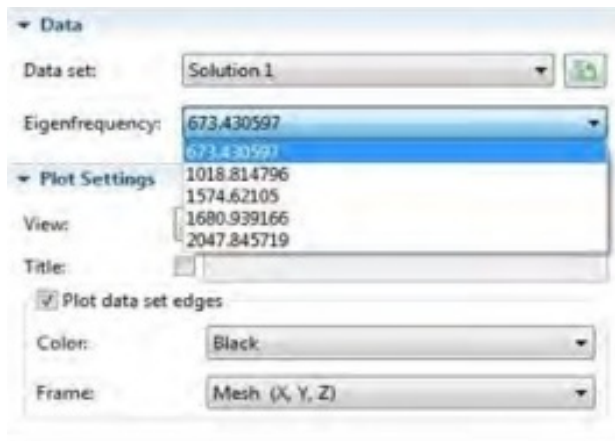 Data
Data set: Solution 1
Eigenfrequency: 673.430597
673.430597
1018.814796
Plot Settings
1574.62105
View: 1680.939166
2047.845719
Title:
Plot data set edges
Color: Black
Frame: Mesh (X, Y, Z)